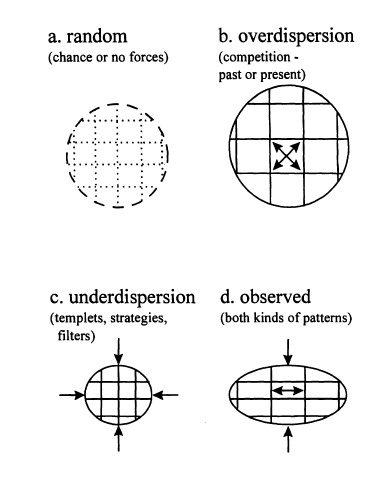 a. random
(chance or no forces)
b. overdispersion
(competition -
past or present)
c. underdispersion
(templets, strategies,
filters)
d. observed
(both kinds of patterns)